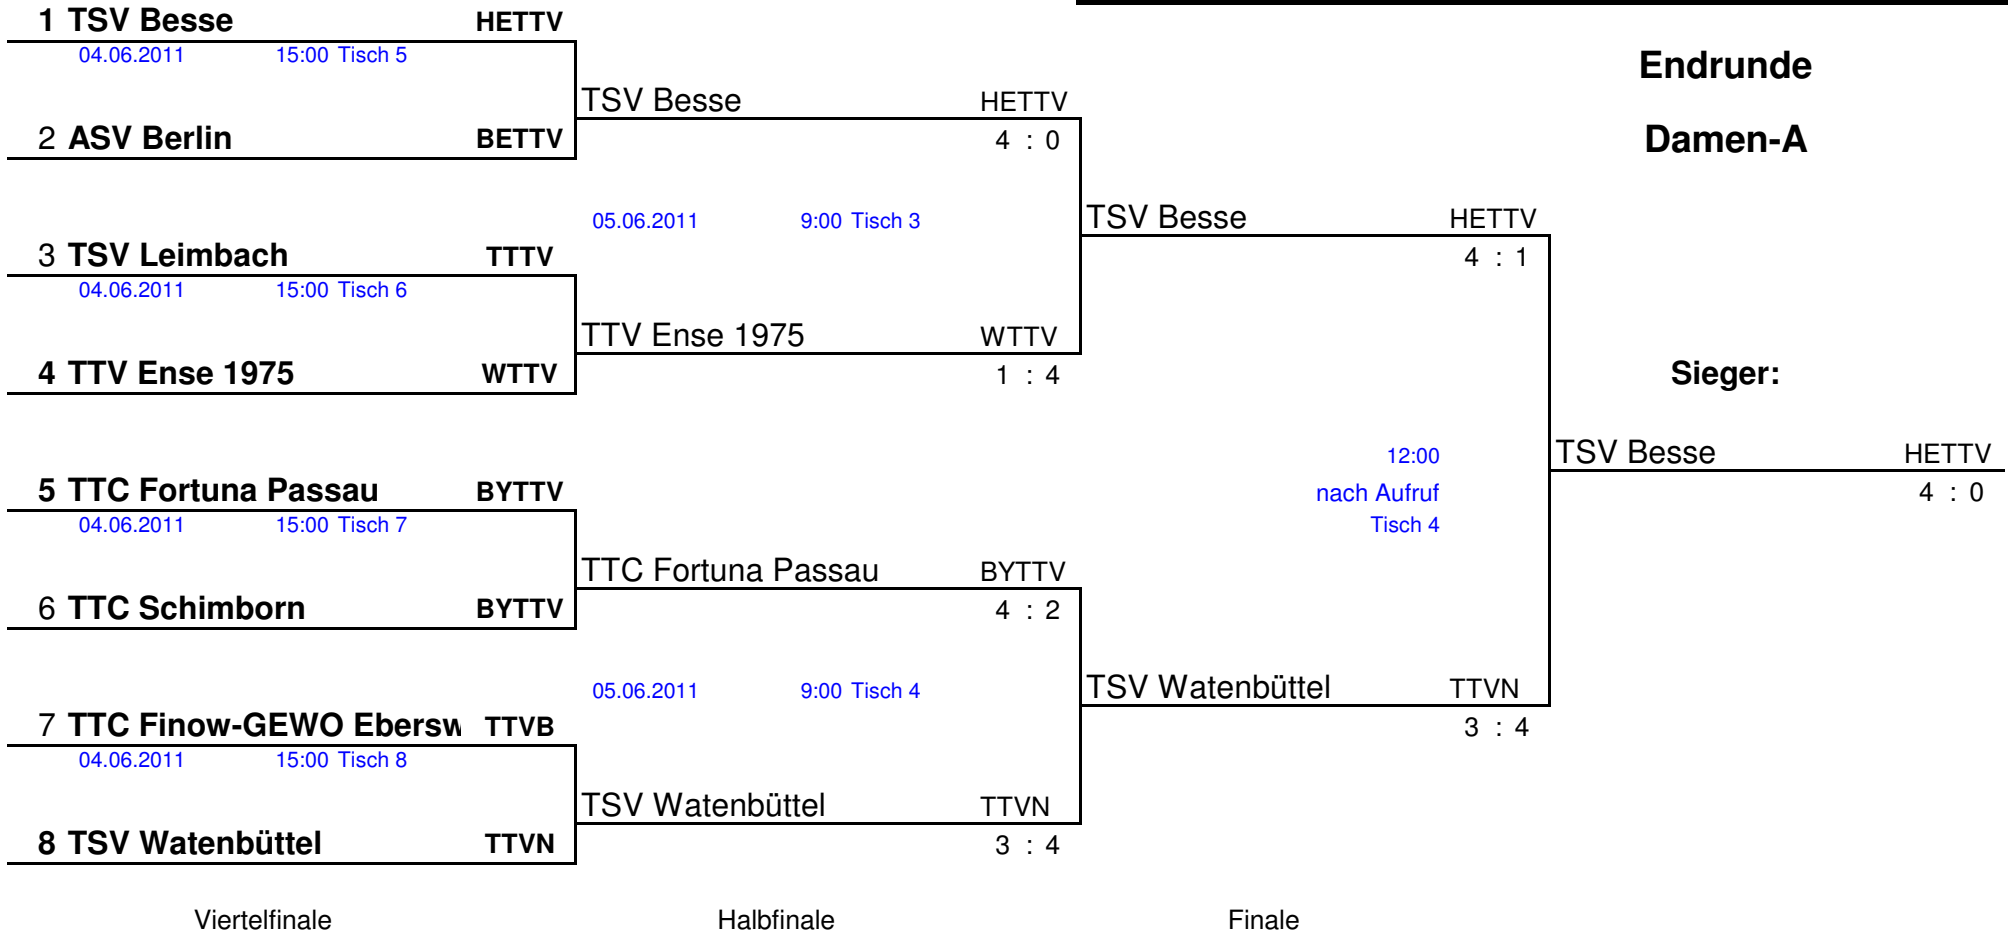 1 TSV Besse HETTV
04.06.2011 15:00 Tisch 5
Endrunde
TSV Besse HETTV
2 ASV Berlin BETTV
4 : 0
Damen-A
05.06.2011 9:00 Tisch 3
TSV Besse HETTV
3 TSV Leimbach TTTV
4 : 1
04.06.2011 15:00 Tisch 6
TTV Ense 1975 WTTV
4 TTV Ense 1975 WTTV
1 : 4
Sieger:
12:00
TSV Besse HETTV
5 TTC Fortuna Passau BYTTV
nach Aufruf
4 : 0
04.06.2011 15:00 Tisch 7
Tisch 4
TTC Fortuna Passau BYTTV
6 TTC Schimborn BYTTV
4 : 2
05.06.2011 9:00 Tisch 4
TSV Watenbüttel TTVN
7 TTC Finow-GEWO Ebersw TTVB
3 : 4
04.06.2011 15:00 Tisch 8
TSV Watenbüttel TTVN
8 TSV Watenbüttel TTVN
3 : 4
Viertelfinale Halbfinale Finale